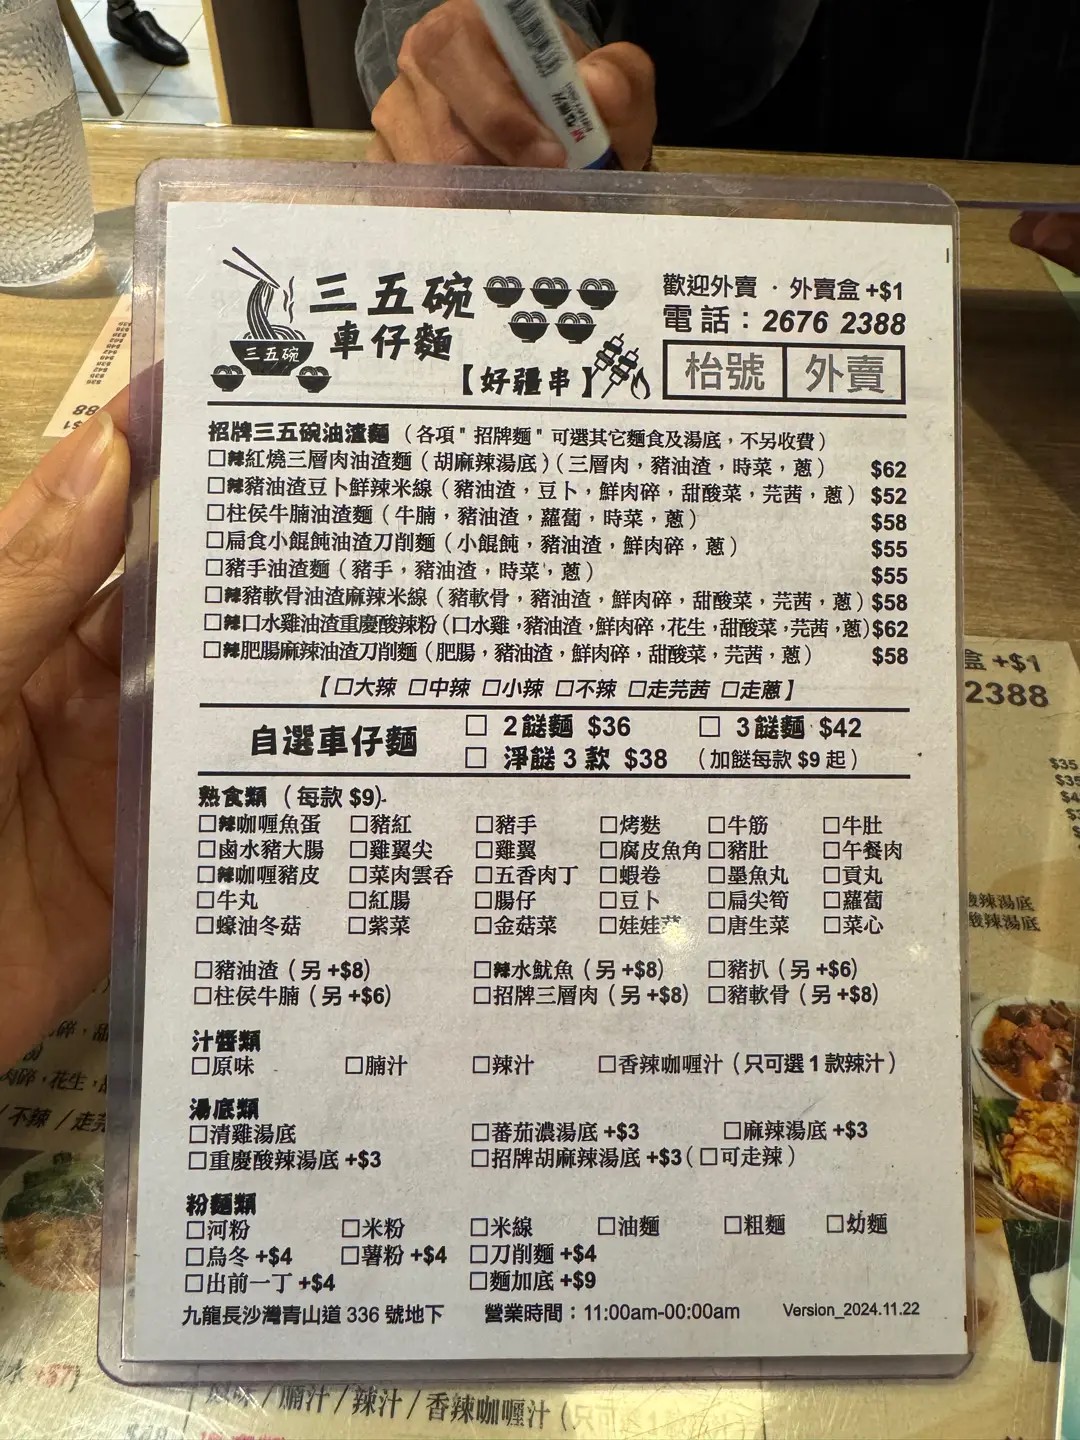 三五碗
車仔麵
三五碗
【好疆串】
歡迎外賣 · 外賣盒 +$1
電話：2676 2388
枱號 外賣
招牌三五碗油渣麵（各項"招牌麵"可選其它麵食及湯底，不另收費）
□辣紅燒三層肉油渣麵（胡麻辣湯底）（三層肉，豬油渣，時菜，蔥） $62
□辣豬油渣豆卜鮮辣米線（豬油渣，豆卜，鮮肉碎，甜酸菜，芫茜，蔥） $52
□柱侯牛腩油渣麵（牛腩，豬油渣，蘿蔔，時菜，蔥） $58
□扁食小餛飩油渣刀削麵（小餛飩，豬油渣，鮮肉碎，蔥） $55
□豬手油渣麵（豬手，豬油渣，時菜，蔥） $55
□辣豬軟骨油渣麻辣米線（豬軟骨，豬油渣，鮮肉碎，甜酸菜，芫茜，蔥） $58
□辣口水雞油渣重慶酸辣粉（口水雞，豬油渣，鮮肉碎，花生，甜酸菜，芫茜，蔥）$62
□辣肥腸麻辣油渣刀削麵（肥腸，豬油渣，鮮肉碎，甜酸菜，芫茜，蔥） $58
【□大辣 □中辣 □小辣 □不辣 □走芫茜 □走蔥】
自選車仔麵
□ 2餸麵 $36 □ 3餸麵 $42
□ 淨餸3款 $38 （加餸每款 $9 起）
熟食類（每款 $9）
□辣咖喱魚蛋 □豬紅 □豬手 □烤麩 □牛筋 □牛肚
□鹵水豬大腸 □雞翼尖 □雞翼 □腐皮魚角 □豬肚 □午餐肉
□辣咖喱豬皮 □菜肉雲吞 □五香肉丁 □蝦卷 □墨魚丸 □貢丸
□牛丸 □紅腸 □腸仔 □豆卜 □扁尖筍 □蘿蔔
□蠔油冬菇 □紫菜 □金菇菜 □娃娃菜 □唐生菜 □菜心
□豬油渣（另 +$8） □辣水魷魚（另 +$8） □豬扒（另 +$6）
□柱侯牛腩（另 +$6） □招牌三層肉（另 +$8） □豬軟骨（另 +$8）
汁醬類
□原味 □腩汁 □辣汁 □香辣咖喱汁（只可選 1 款辣汁）
湯底類
□清雞湯底 □蕃茄濃湯底 +$3 □麻辣湯底 +$3
□重慶酸辣湯底 +$3 □招牌胡麻辣湯底 +$3（□可走辣）
粉麵類
□河粉 □米粉 □米線 □油麵 □粗麵 □幼麵
□烏冬 +$4 □薯粉 +$4 □刀削麵 +$4
□出前一丁 +$4 □麵加底 +$9
九龍長沙灣青山道 336 號地下 營業時間：11:00am-00:00am Version_2024.11.22
盒 +$1
2388
$35
酸辣湯底
酸辣湯底
肉碎，花生，
/ 不辣 / 走芫
+$7
/ 腩汁 / 辣汁 / 香辣咖喱汁（只可